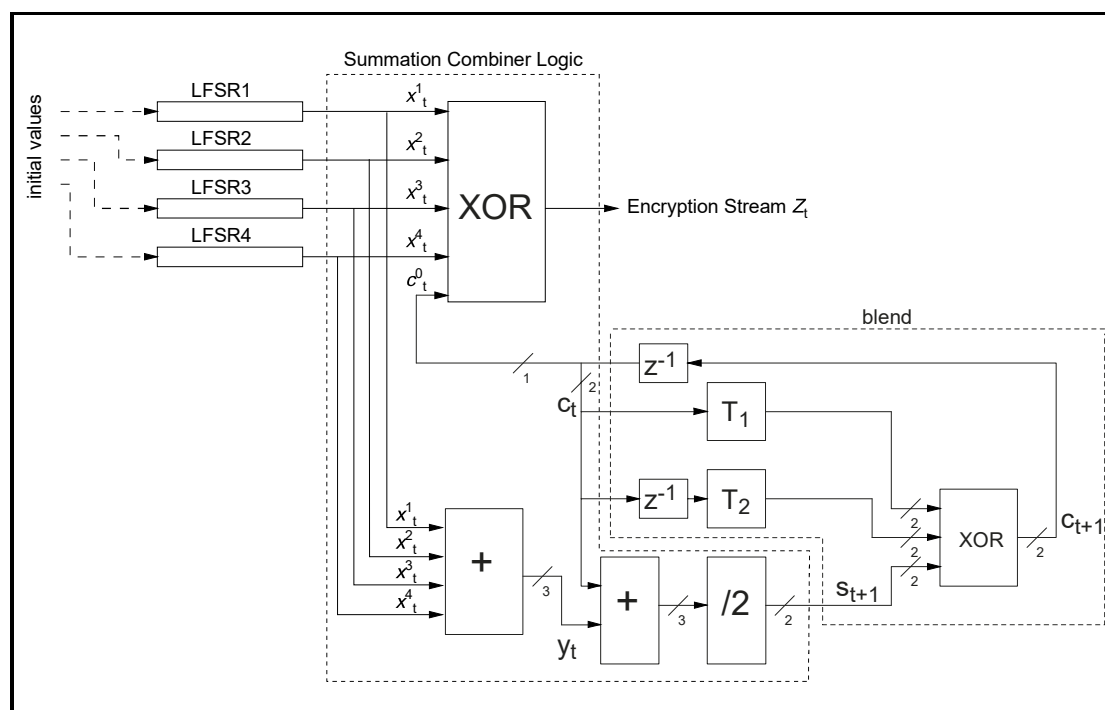 Summation Combiner Logic
initial values
LFSR1
x¹ₜ
LFSR2
x²ₜ
LFSR3
x³ₜ
LFSR4
x⁴ₜ
c⁰ₜ
XOR
Encryption Stream Zₜ
blend
1
2
cₜ
z⁻¹
T₁
z⁻¹
T₂
2
2
2
XOR
2
cₜ₊₁
x¹ₜ
x²ₜ
x³ₜ
x⁴ₜ
+
3
yₜ
+
3
/2
2
sₜ₊₁